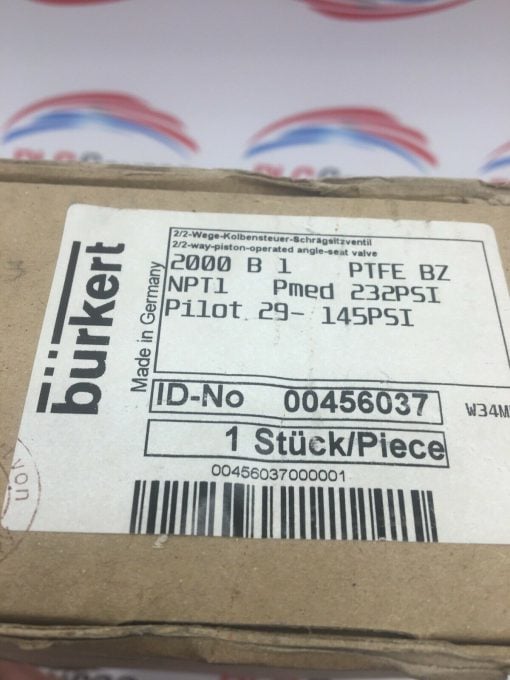 bürkert
Made in Germany
2/2-Wege-Kolbensteuer-Schrägsitzventil
2/2-way-piston-operated angle-seat valve
2000 B 1 PTFE BZ
NPT1 Pmed 232PSI
Pilot 29- 145PSI
ID-No 00456037
W34M
1 Stück/Piece
00456037000001